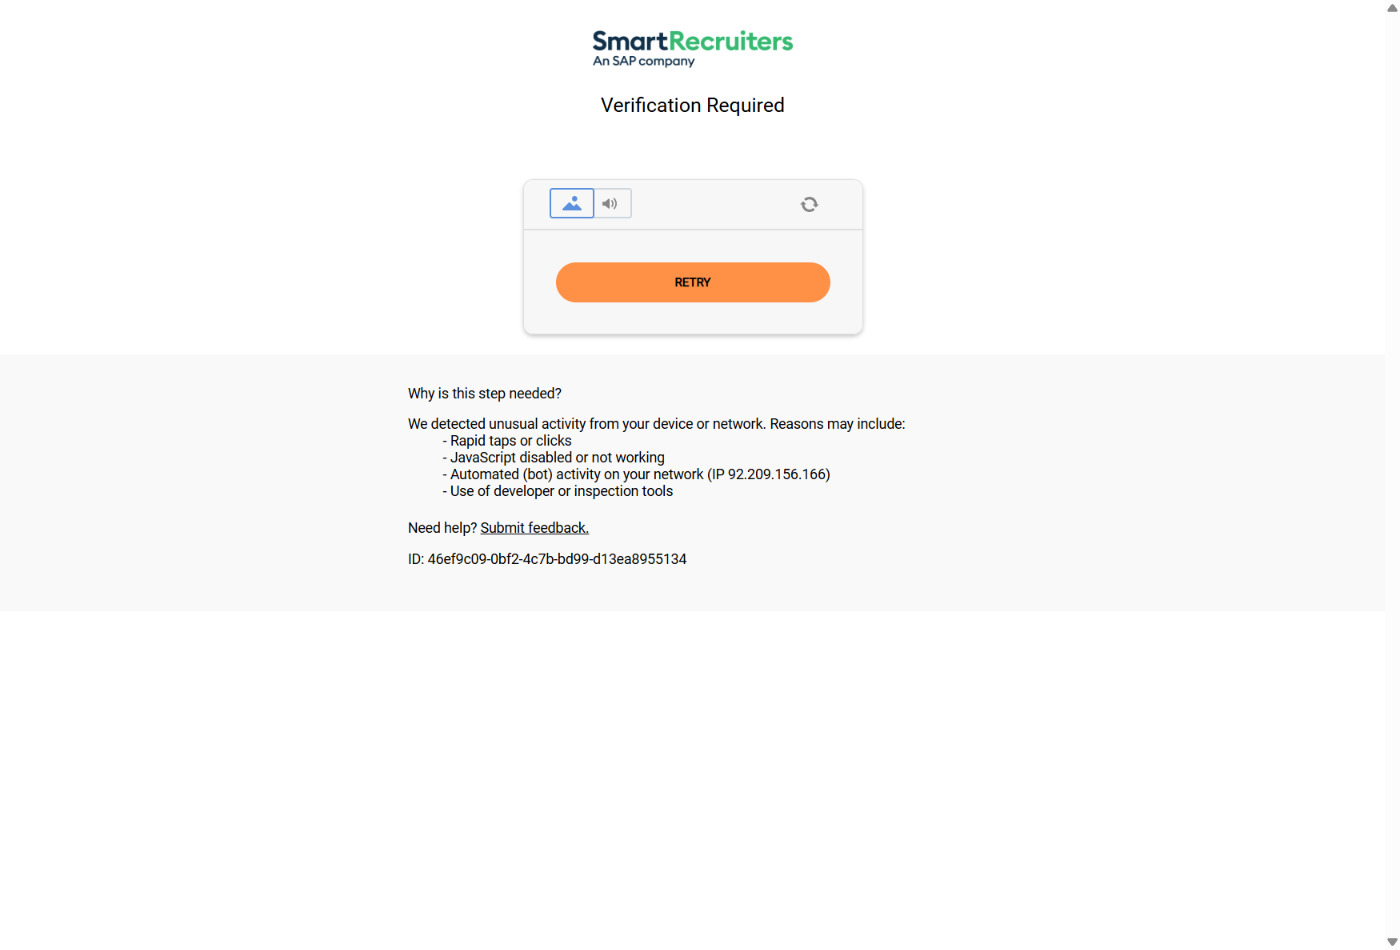 SmartRecruiters
An SAP company
Verification Required
RETRY
Why is this step needed?
We detected unusual activity from your device or network. Reasons may include:
- Rapid taps or clicks
- JavaScript disabled or not working
- Automated (bot) activity on your network (IP 92.209.156.166)
- Use of developer or inspection tools
Need help? Submit feedback.
ID: 46ef9c09-0bf2-4c7b-bd99-d13ea8955134